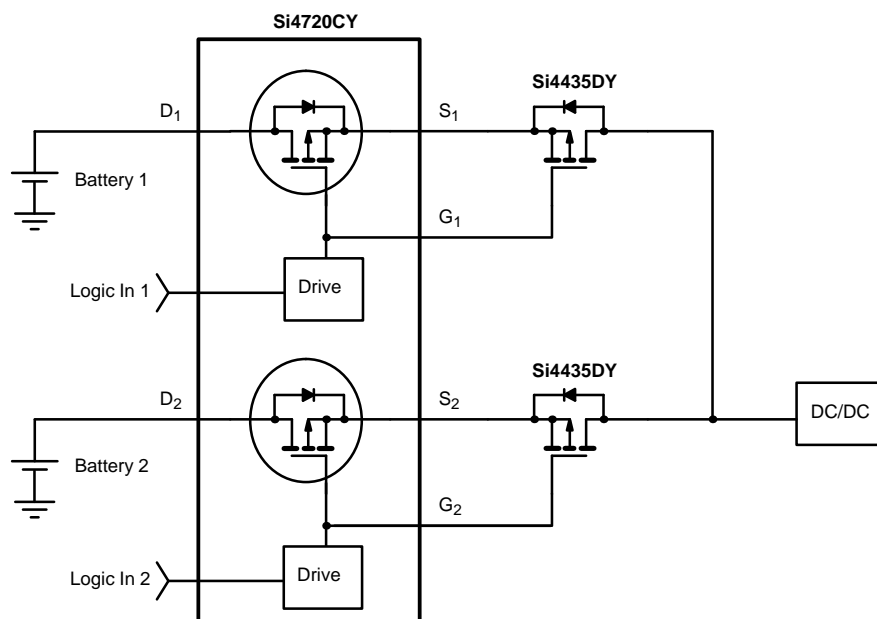 Si4720CY
Si4435DY
D1
S1
Battery 1
G1
Logic In 1
Drive
Si4435DY
D2
S2
DC/DC
Battery 2
G2
Logic In 2
Drive